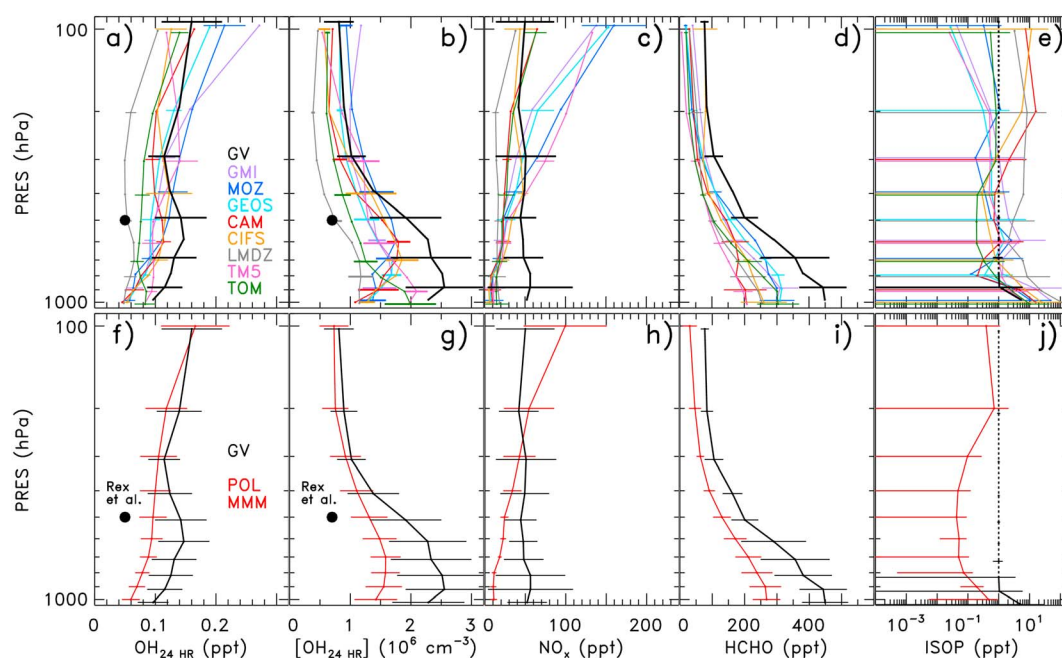 a) b) c) d) e)
100
PRES (hPa)
1000
GV
GMI
MOZ
GEOS
CAM
CIFS
LMDZ
TM5
TOM
f) g) h) i) j)
100
PRES (hPa)
1000
GV
POL
MMM
Rex
et al.
Rex
et al.
0 0.1 0.2
OH24 HR (ppt)
0 1 2 3
[OH24 HR] (10⁶ cm⁻³)
0 50 100 150 200
NOx (ppt)
0 200 400 600
HCHO (ppt)
10⁻³ 10⁻¹ 10¹
ISOP (ppt)